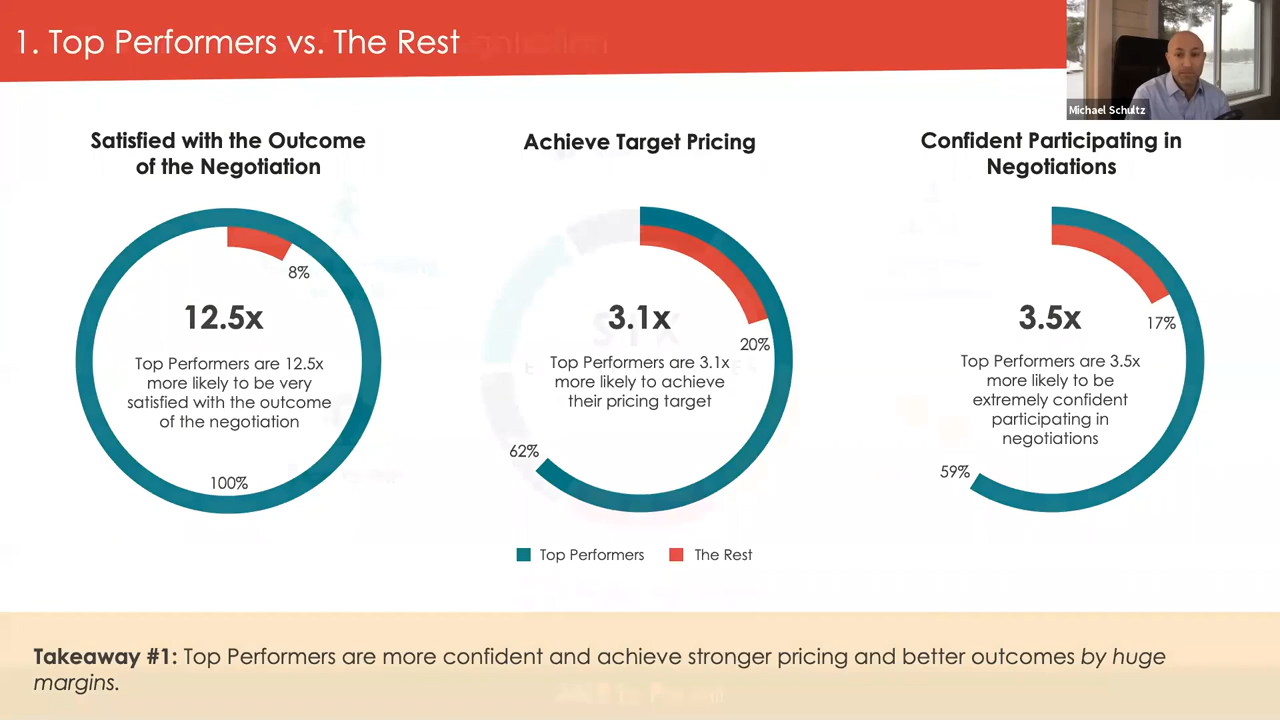 1. Top Performers vs. The Rest
Michael Schultz
Satisfied with the Outcome
of the Negotiation
8%
12.5x
Top Performers are 12.5x
more likely to be very
satisfied with the outcome
of the negotiation
100%
Achieve Target Pricing
3.1x
20%
Top Performers are 3.1x
more likely to achieve
their pricing target
62%
Confident Participating in
Negotiations
3.5x
17%
Top Performers are 3.5x
more likely to be
extremely confident
participating in
negotiations
59%
Top Performers
The Rest
Takeaway #1: Top Performers are more confident and achieve stronger pricing and better outcomes by huge
margins.